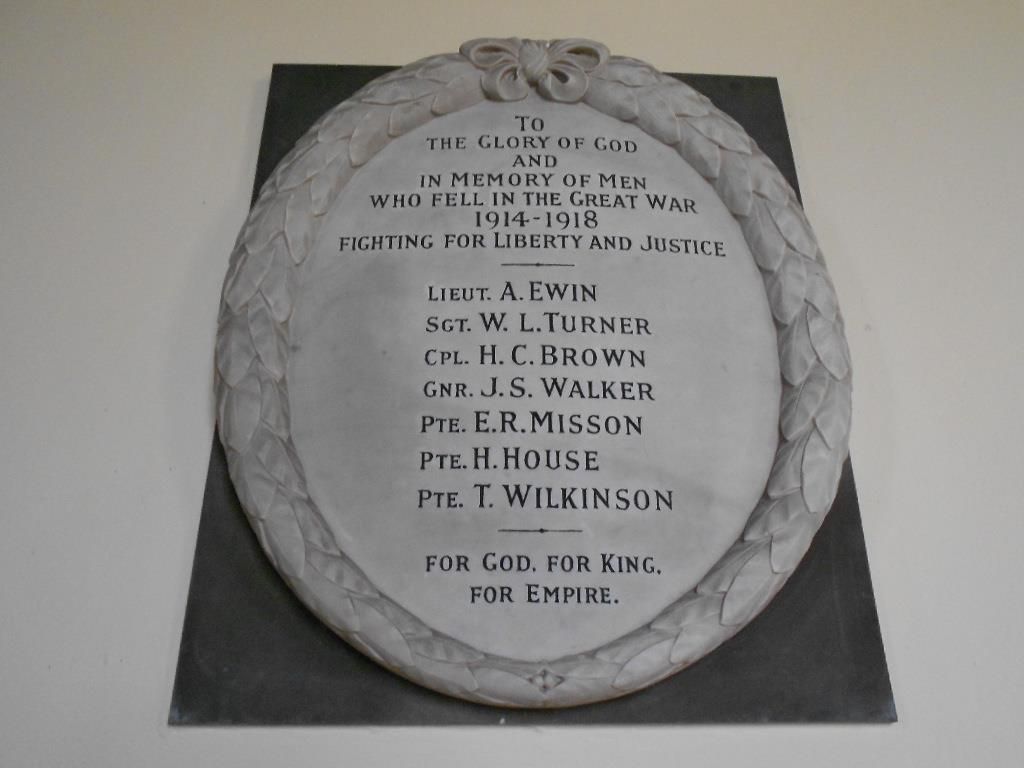 TO
THE GLORY OF GOD
AND
IN MEMORY OF MEN
WHO FELL IN THE GREAT WAR
1914-1918
FIGHTING FOR LIBERTY AND JUSTICE
LIEUT. A. EWIN
SGT. W. L. TURNER
CPL. H. C. BROWN
GNR. J. S. WALKER
PTE. E. R. MISSON
PTE. H. HOUSE
PTE. T. WILKINSON
FOR GOD, FOR KING,
FOR EMPIRE.